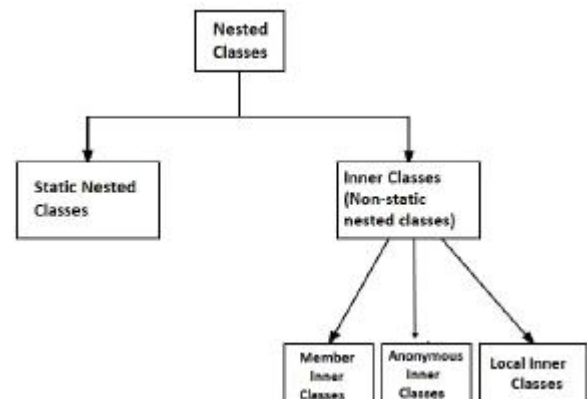 Nested
Classes
Static Nested
Classes
Inner Classes
(Non-static
nested classes)
Member
Inner
Classes
Anonymous
Inner
Classes
Local Inner
Classes